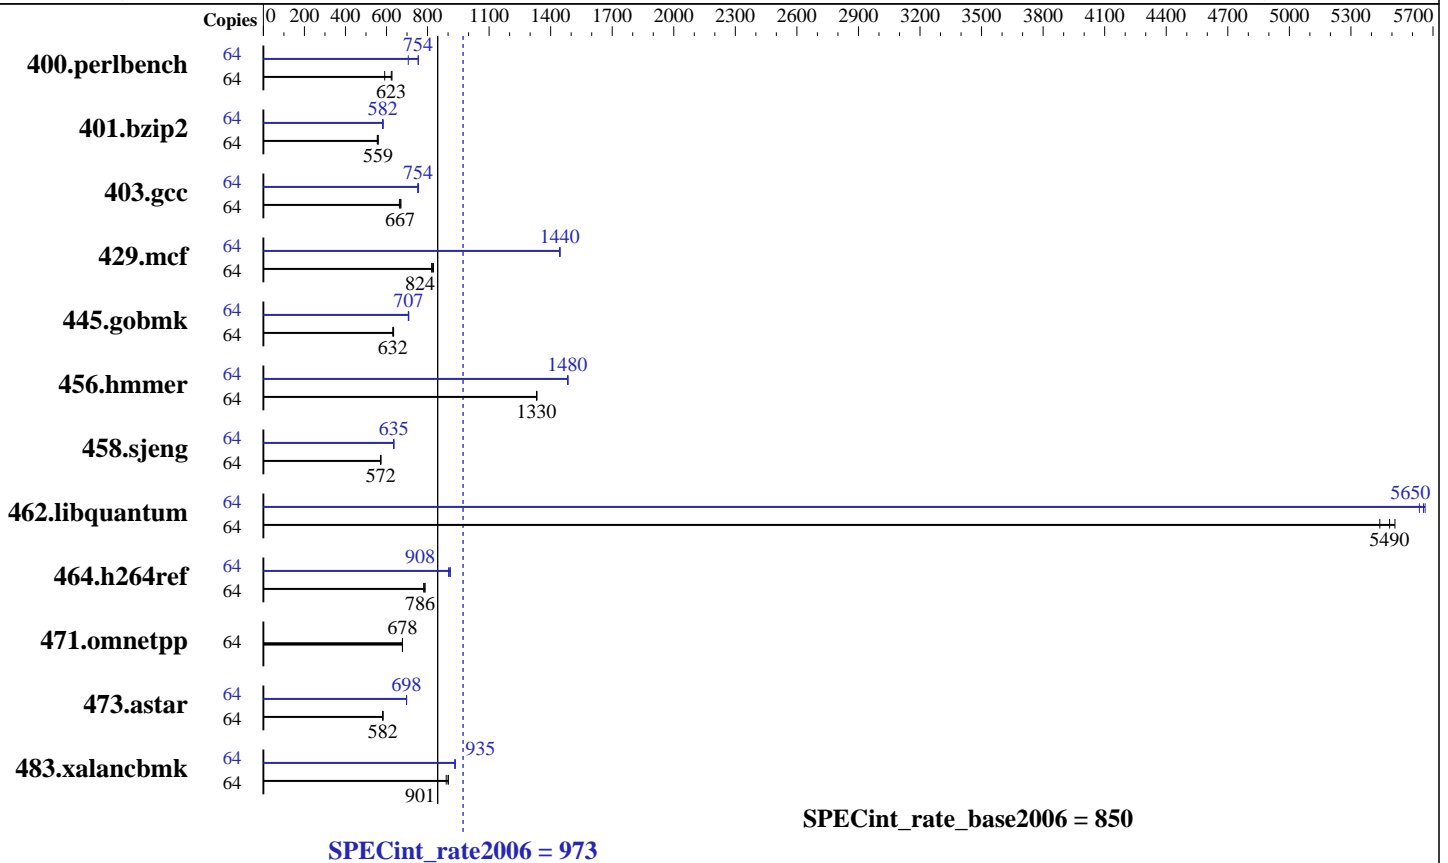 Copies 0 200 400 600 800 1100 1400 1700 2000 2300 2600 2900 3200 3500 3800 4100 4400 4700 5000 5300 5700
400.perlbench
64 754
64 623
401.bzip2
64 582
64 559
403.gcc
64 754
64 667
429.mcf
64 1440
64 824
445.gobmk
64 707
64 632
456.hmmer
64 1480
64 1330
458.sjeng
64 635
64 572
462.libquantum
64 5650
64 5490
464.h264ref
64 908
64 786
471.omnetpp
64 678
473.astar
64 698
64 582
483.xalancbmk
64 935
64 901
SPECint_rate_base2006 = 850
SPECint_rate2006 = 973